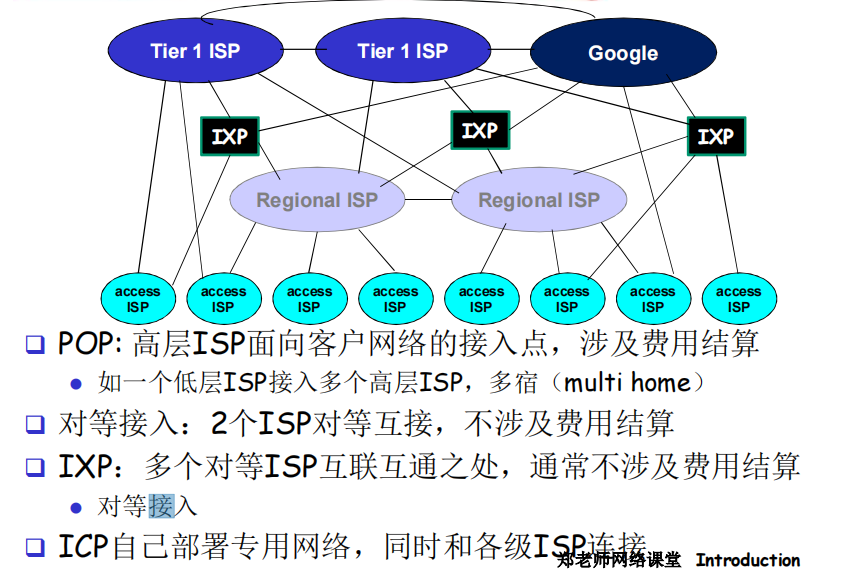 Tier 1 ISP
Tier 1 ISP
Google
IXP
IXP
IXP
Regional ISP
Regional ISP
access
ISP
access
ISP
access
ISP
access
ISP
access
ISP
access
ISP
access
ISP
access
ISP
POP: 高层ISP面向客户网络的接入点，涉及费用结算
如一个低层ISP接入多个高层ISP，多宿（multi home）
对等接入：2个ISP对等互接，不涉及费用结算
IXP：多个对等ISP互联互通之处，通常不涉及费用结算
对等接入
ICP自己部署专用网络，同时和各级ISP连接
郑老师网络课堂 Introduction